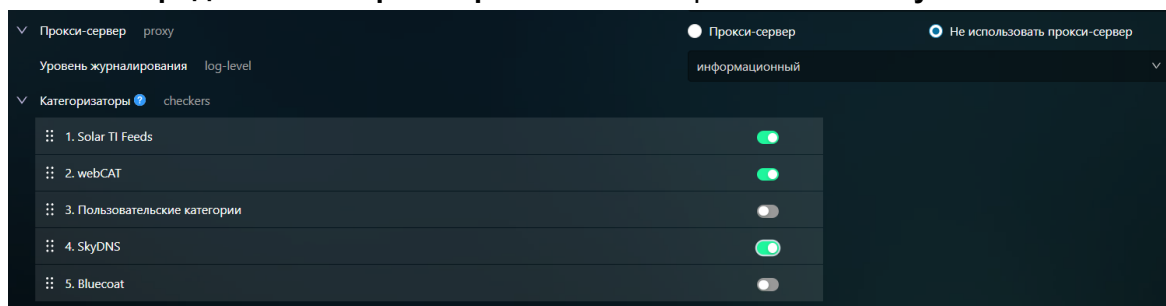 Прокси-сервер proxy Прокси-сервер Не использовать прокси-сервер
Уровень журналирования log-level информационный
Категоризаторы ? checkers
1. Solar TI Feeds
2. webCAT
3. Пользовательские категории
4. SkyDNS
5. Bluecoat